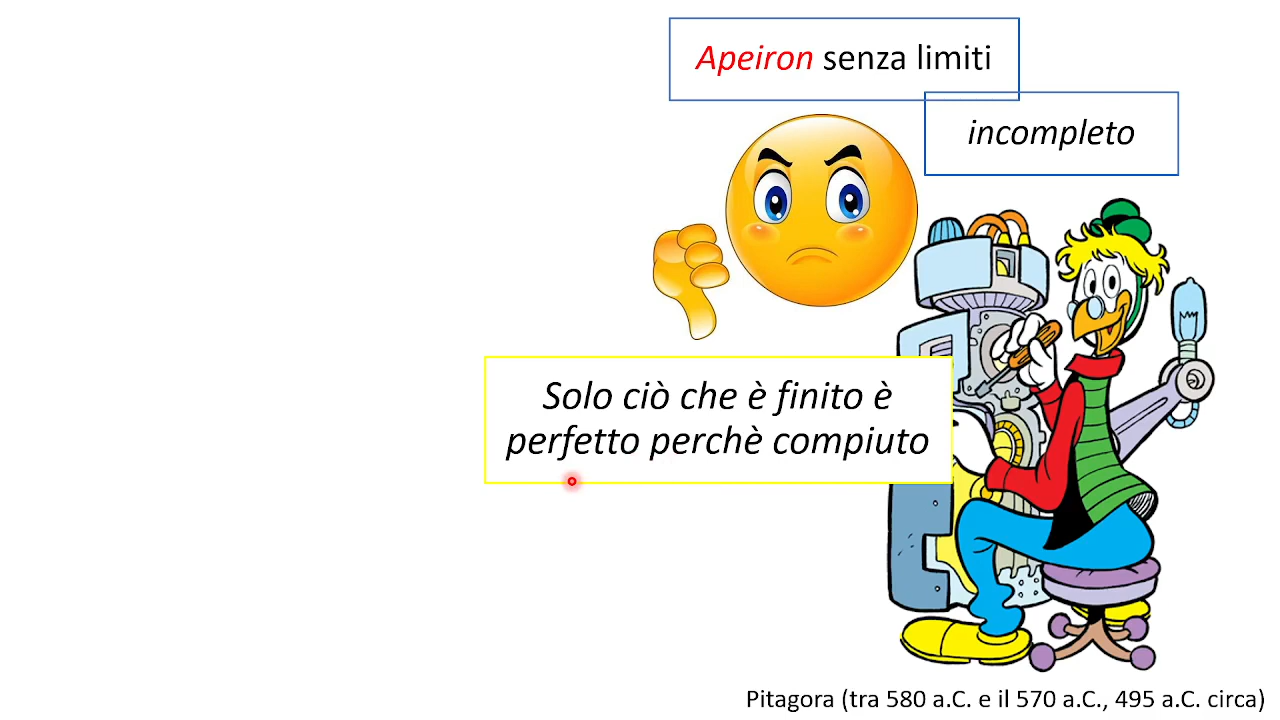 Apeiron senza limiti
incompleto
Solo ciò che è finito è
perfetto perchè compiuto
Pitagora (tra 580 a.C. e il 570 a.C., 495 a.C. circa)